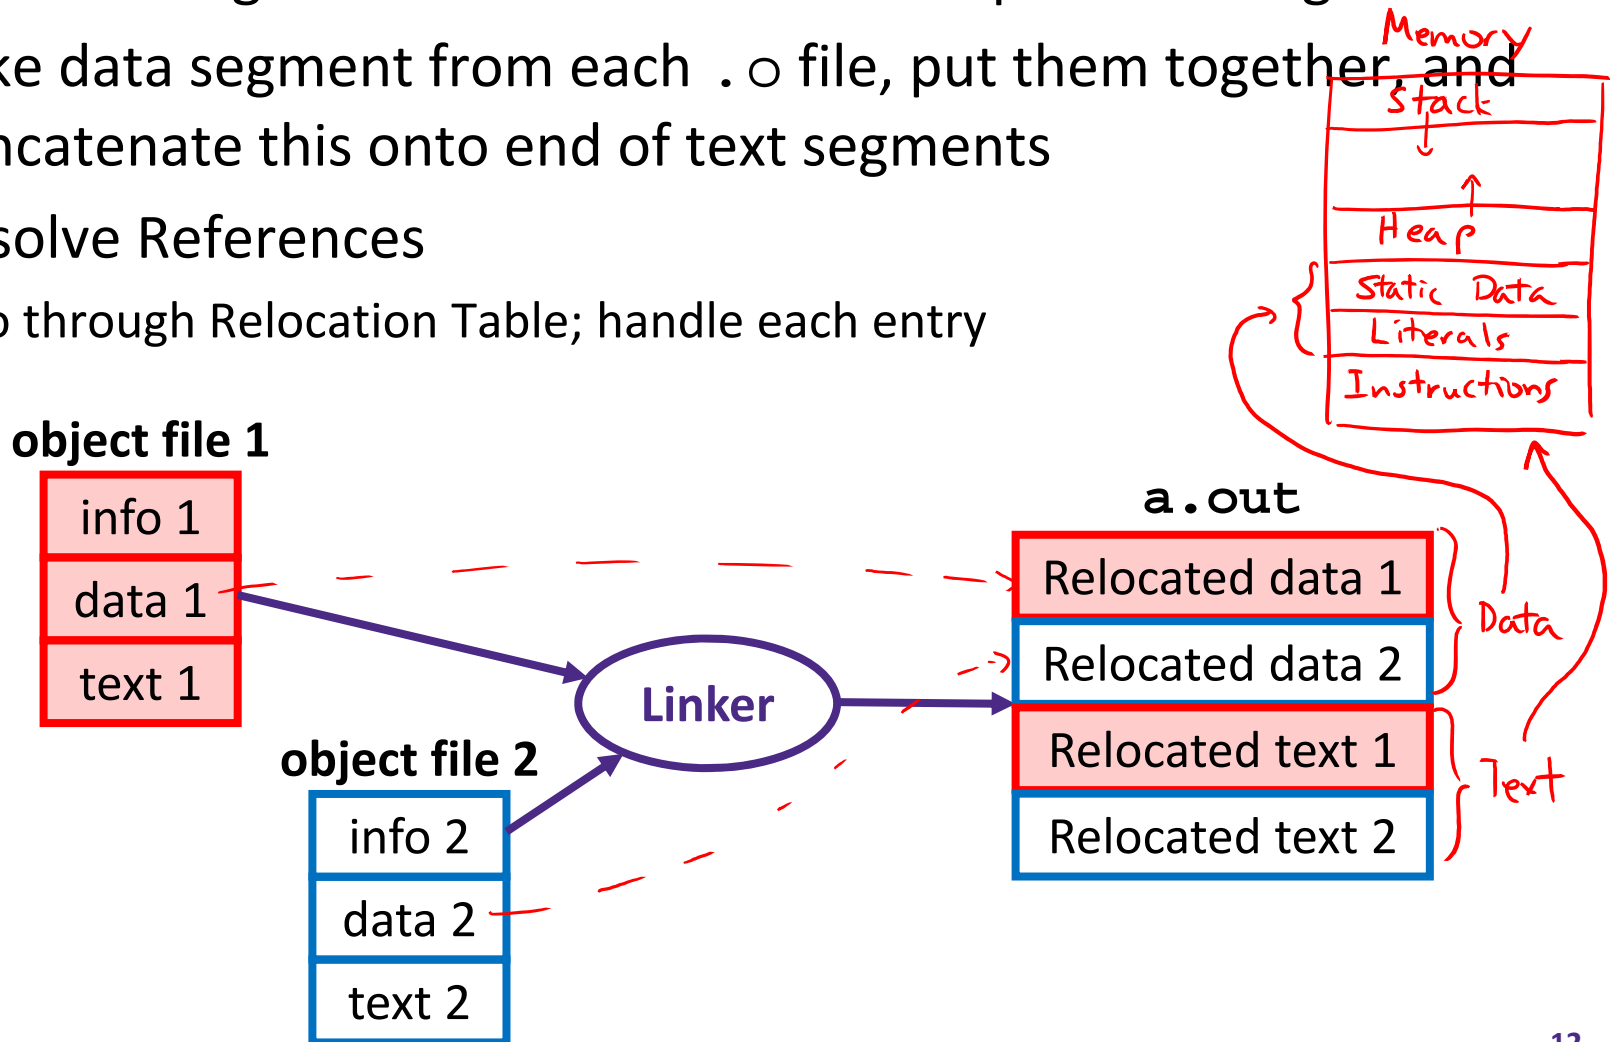 Memory
ke data segment from each .o file, put them together, and
Stack
ncatenate this onto end of text segments
solve References
Heap
Static Data
o through Relocation Table; handle each entry
Literals
Instructions
object file 1
a.out
info 1
Relocated data 1
data 1
Data
Relocated data 2
text 1
Linker
Relocated text 1
object file 2
Text
info 2
Relocated text 2
data 2
text 2